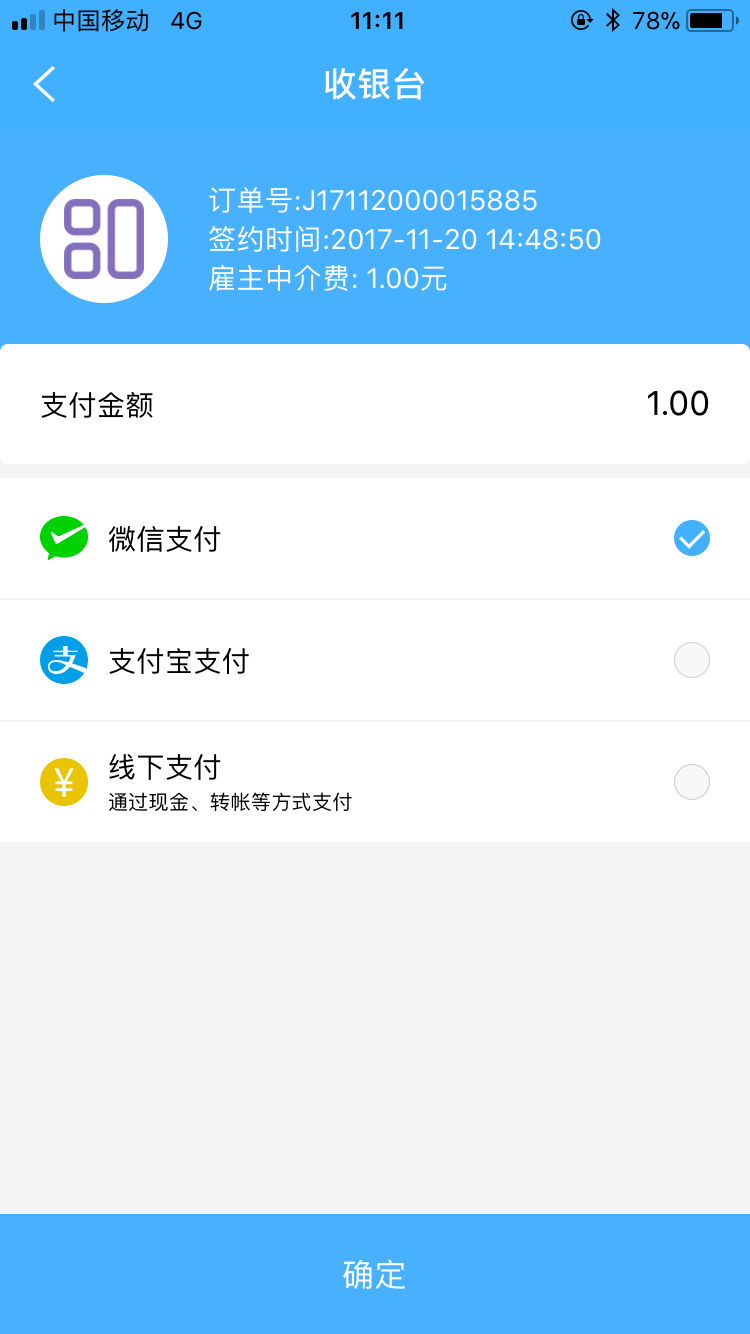 中国移动 4G 11:11 78%
收银台
订单号:J17112000015885
签约时间:2017-11-20 14:48:50
雇主中介费: 1.00元
支付金额 1.00
微信支付
支付宝支付
线下支付
通过现金、转帐等方式支付
确定